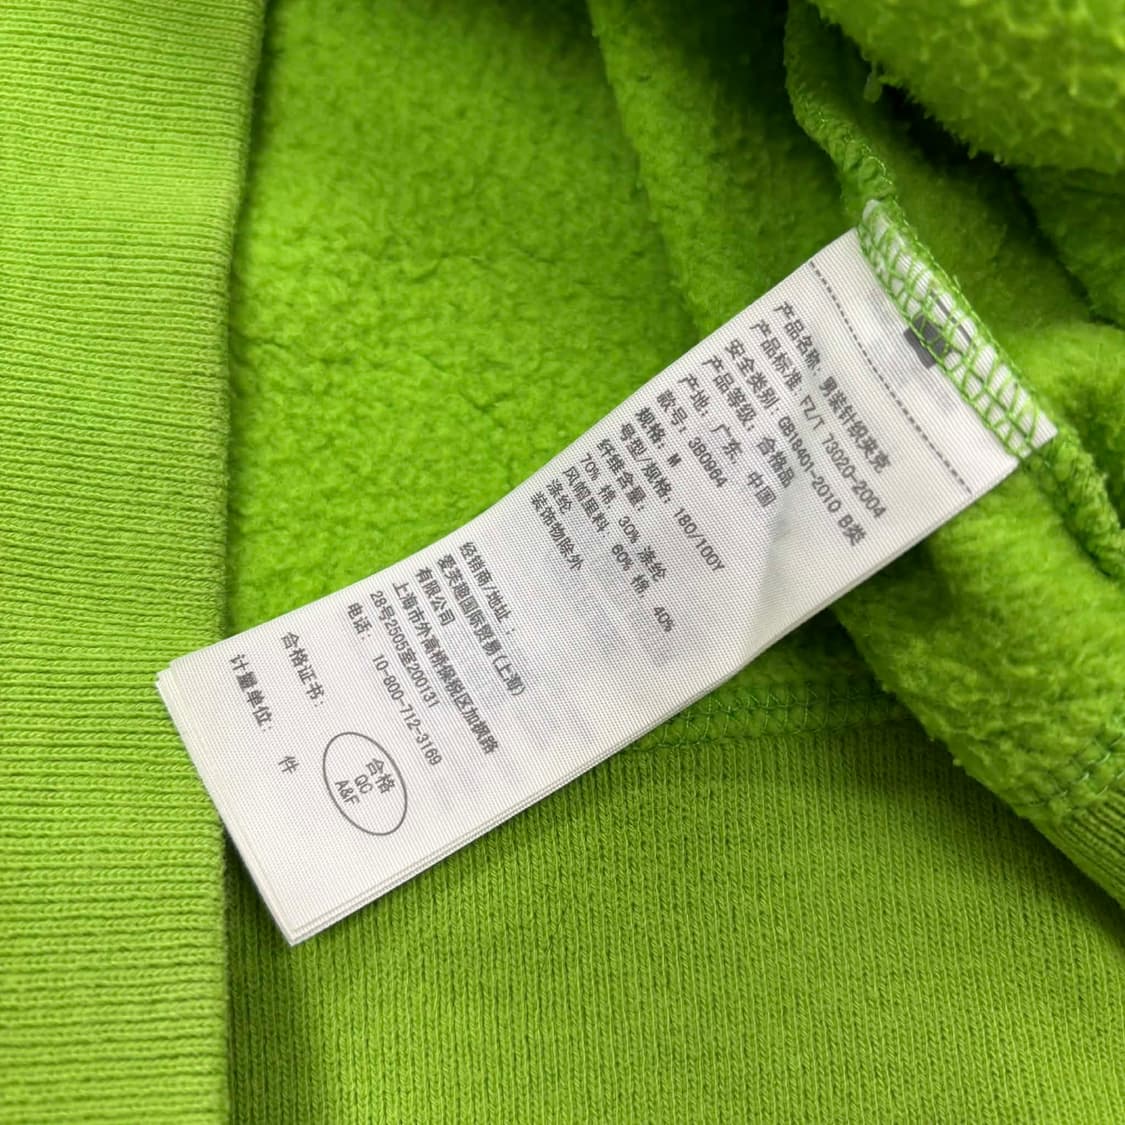 产品名称: 男装针织夹克
产品标准: FZ/T 73020-2004
安全类别: GB18401-2010 B类
产品等级: 合格品
产地: 广东, 中国
款号: 380964
规格: M
号型/规格: 180/100Y
纤维含量:
70% 棉, 30% 涤纶
风帽里料: 60% 棉, 40%
涤纶
装饰物除外
经销商/地址:
爱芙趣国际贸易(上海)
有限公司
上海市外高桥保税区加枫路
28号2505室200131
电话: 10-800-712-3169
合格证书:
合格
QC
A&F
计量单位: 件